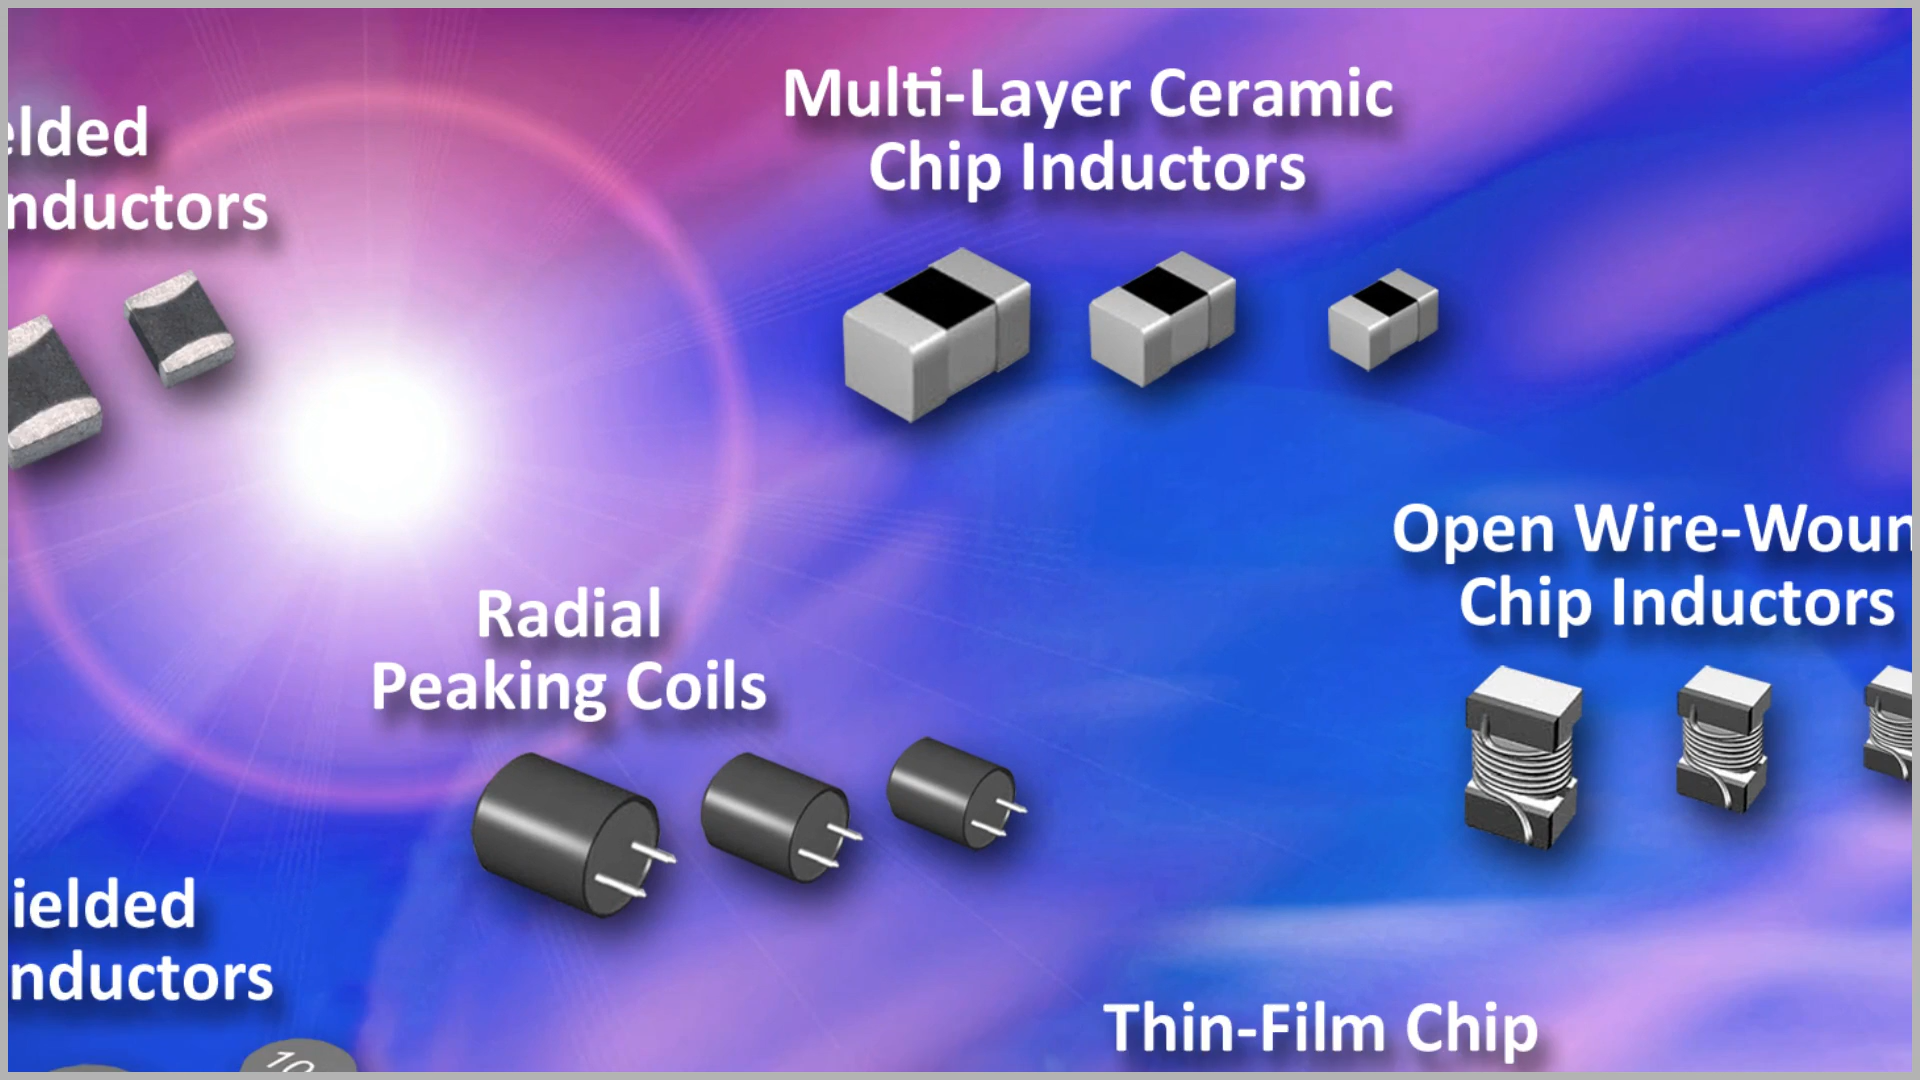 elded
nductors
Multi-Layer Ceramic
Chip Inductors
Open Wire-Woun
Chip Inductors
Radial
Peaking Coils
ielded
nductors
10
Thin-Film Chip